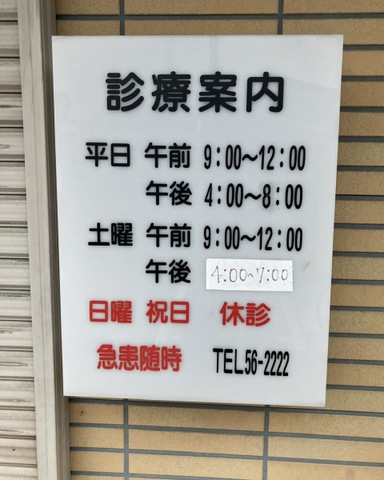 診療案内
平日 午前 9:00〜12:00
午後 4:00〜8:00
土曜 午前 9:00〜12:00
午後 4:00~7:00
日曜 祝日 休診
急患随時 TEL56-2222